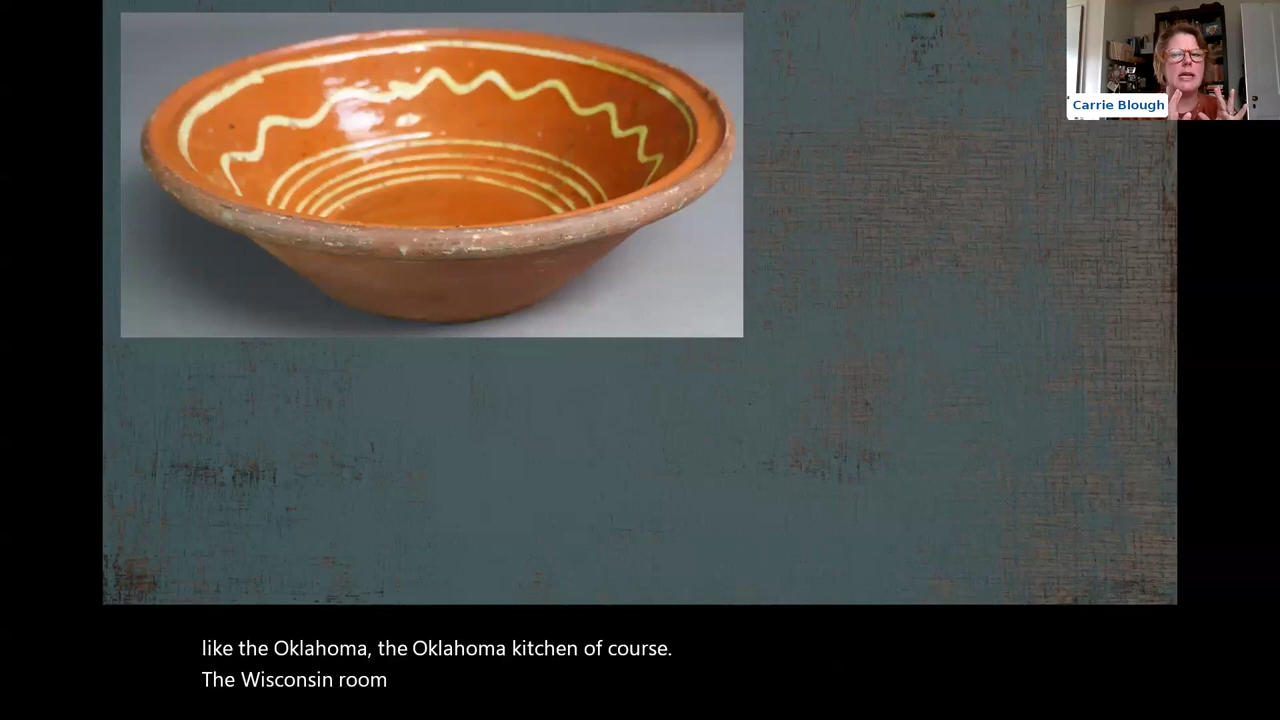 Carrie Blough
like the Oklahoma, the Oklahoma kitchen of course.
The Wisconsin room